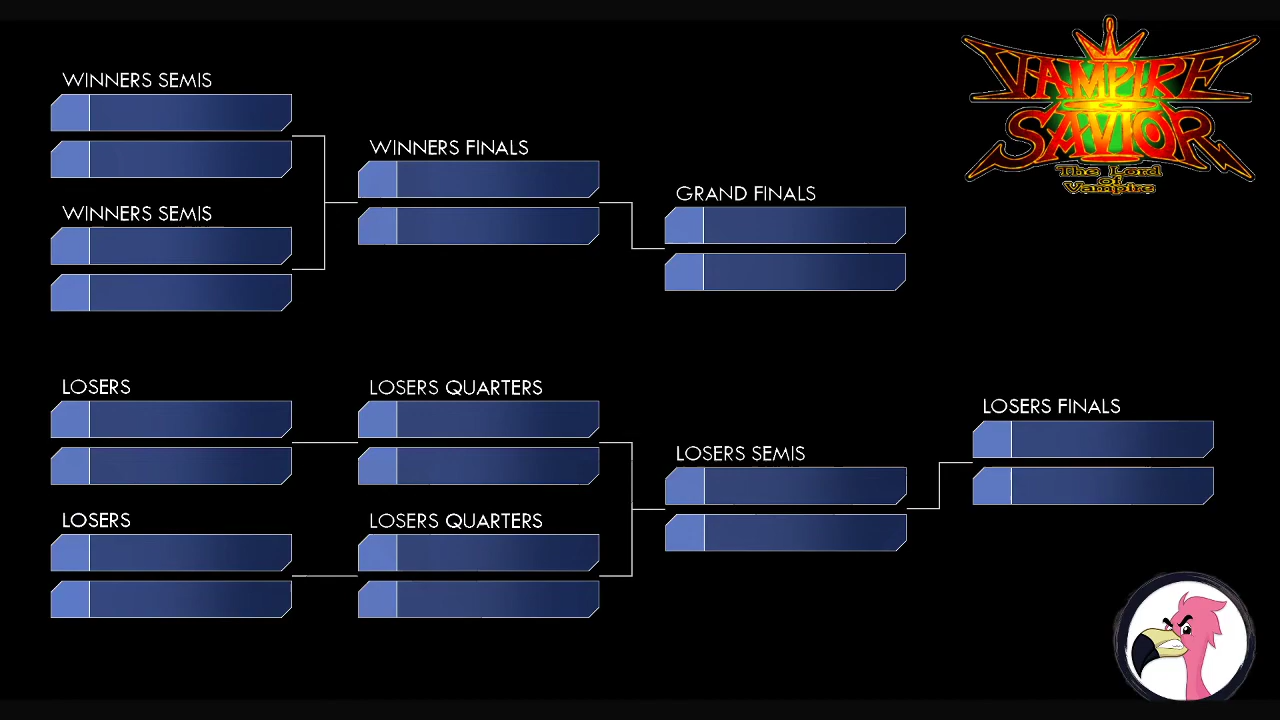 WINNERS SEMIS
WINNERS SEMIS
WINNERS FINALS
GRAND FINALS
VAMPIRE
SAVIOR
The Lord
of
Vampire
LOSERS
LOSERS
LOSERS QUARTERS
LOSERS QUARTERS
LOSERS SEMIS
LOSERS FINALS